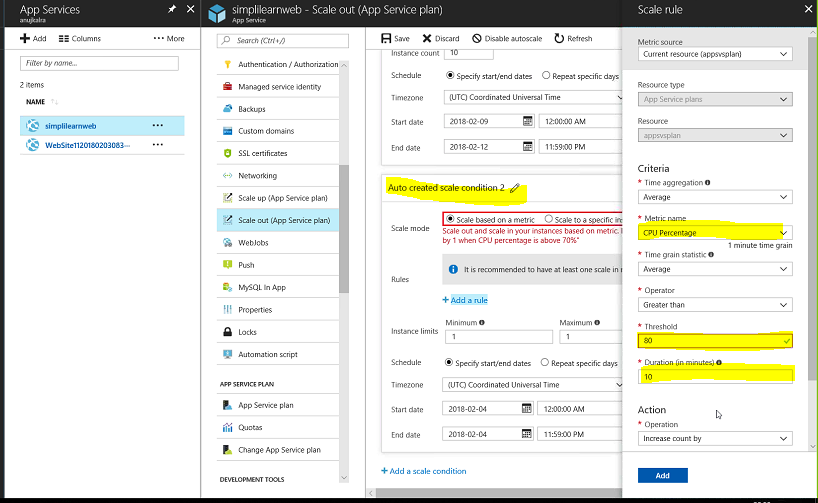 App Services
anujkalra
Add
Columns
More
Filter by name...
2 items
NAME
simplilearnweb
WebSite1120180203083...
simplilearnweb - Scale out (App Service plan)
App Service
Search (Ctrl+/)
Authentication / Authorization
Managed service identity
Backups
Custom domains
SSL certificates
Networking
Scale up (App Service plan)
Scale out (App Service plan)
WebJobs
Push
MySQL In App
Properties
Locks
Automation script
APP SERVICE PLAN
App Service plan
Quotas
Change App Service plan
DEVELOPMENT TOOLS
Save
Discard
Disable autoscale
Refresh
Instance count
10
Schedule
Specify start/end dates
Repeat specific days
Timezone
(UTC) Coordinated Universal Time
Start date
2018-02-09
12:00:00 AM
End date
2018-02-12
11:59:00 PM
Auto created scale condition 2
Scale mode
Scale based on a metric
Scale to a specific ins
Scale out and scale in your instances based on metric.
by 1 when CPU percentage is above 70%"
Rules
It is recommended to have at least one scale in
+ Add a rule
Instance limits
Minimum
1
Maximum
1
Schedule
Specify start/end dates
Repeat specific days
Timezone
(UTC) Coordinated Universal Time
Start date
2018-02-04
12:00:00 AM
End date
2018-02-04
11:59:00 PM
+ Add a scale condition
Scale rule
Metric source
Current resource (appsvsplan)
Resource type
App Service plans
Resource
appsvsplan
Criteria
* Time aggregation
Average
* Metric name
CPU Percentage
1 minute time grain
* Time grain statistic
Average
* Operator
Greater than
* Threshold
80
* Duration (in minutes)
10
Action
* Operation
Increase count by
Add